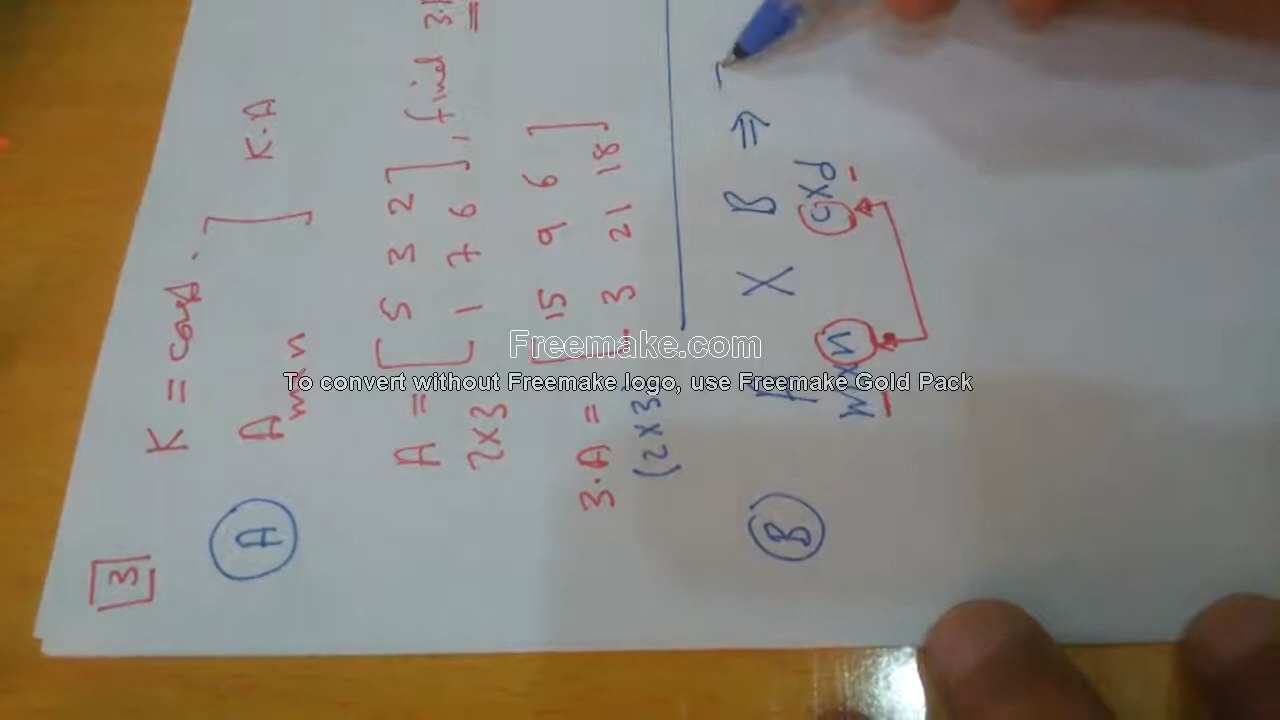 3
A
K = const.
A m×n ] K·A
A = [ 5 3 2
1 7 6 ], find 3·
2×3
3·A = [ 15 9 6
3 21 18 ]
(2×3)
B
A × B ⇒
m×n c×d
Freemake.com
To convert without Freemake logo, use Freemake Gold Pack